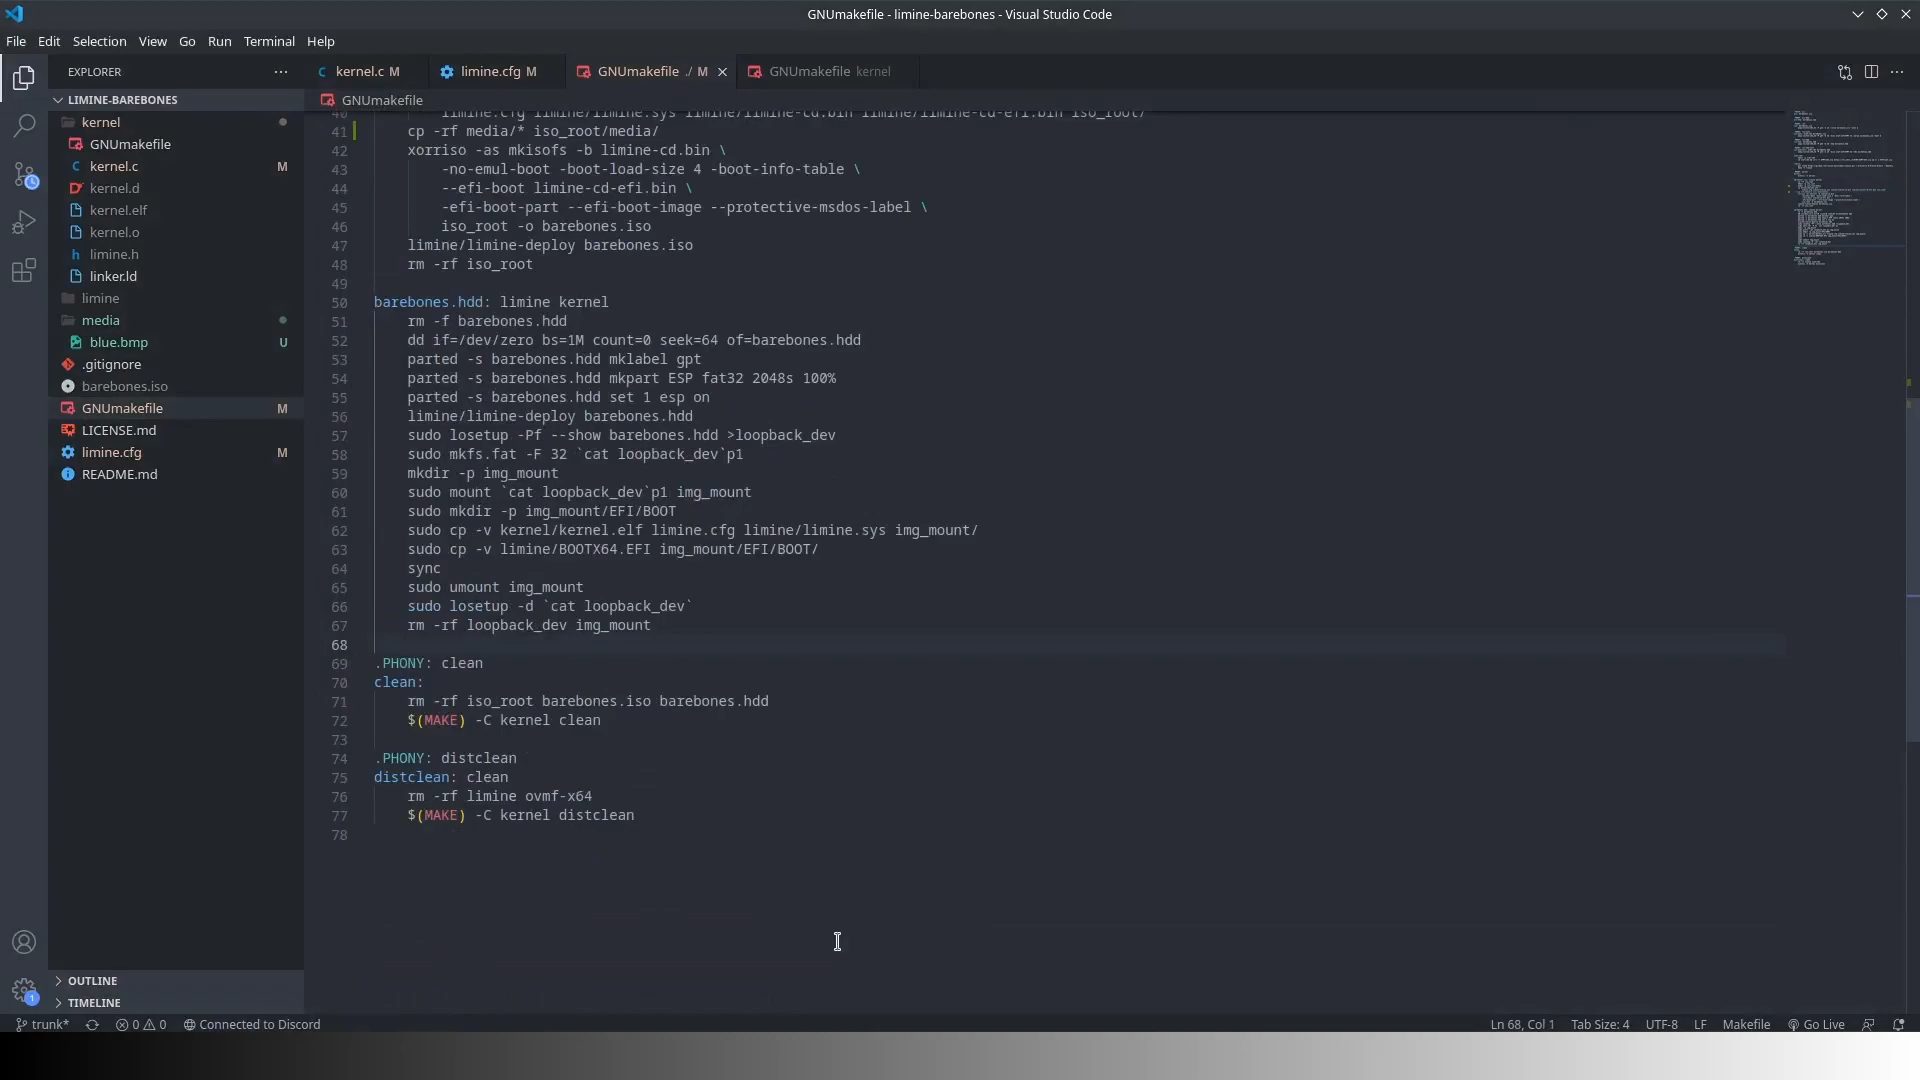 GNUmakefile - limine-barebones - Visual Studio Code
File Edit Selection View Go Run Terminal Help
EXPLORER
kernel.c M limine.cfg M GNUmakefile ./ M GNUmakefile kernel
LIMINE-BAREBONES
GNUmakefile
kernel
GNUmakefile
C kernel.c M
kernel.d
kernel.elf
kernel.o
h limine.h
linker.ld
limine
media
blue.bmp U
.gitignore
barebones.iso
GNUmakefile M
LICENSE.md
limine.cfg M
README.md
OUTLINE
TIMELINE
40 limine.cfg limine/limine.sys limine/limine-cd.bin limine/limine-cd-efi.bin iso_root/
41 cp -rf media/* iso_root/media/
42 xorriso -as mkisofs -b limine-cd.bin \
43 -no-emul-boot -boot-load-size 4 -boot-info-table \
44 --efi-boot limine-cd-efi.bin \
45 -efi-boot-part --efi-boot-image --protective-msdos-label \
46 iso_root -o barebones.iso
47 limine/limine-deploy barebones.iso
48 rm -rf iso_root
49
50 barebones.hdd: limine kernel
51 rm -f barebones.hdd
52 dd if=/dev/zero bs=1M count=0 seek=64 of=barebones.hdd
53 parted -s barebones.hdd mklabel gpt
54 parted -s barebones.hdd mkpart ESP fat32 2048s 100%
55 parted -s barebones.hdd set 1 esp on
56 limine/limine-deploy barebones.hdd
57 sudo losetup -Pf --show barebones.hdd >loopback_dev
58 sudo mkfs.fat -F 32 `cat loopback_dev`p1
59 mkdir -p img_mount
60 sudo mount `cat loopback_dev`p1 img_mount
61 sudo mkdir -p img_mount/EFI/BOOT
62 sudo cp -v kernel/kernel.elf limine.cfg limine/limine.sys img_mount/
63 sudo cp -v limine/BOOTX64.EFI img_mount/EFI/BOOT/
64 sync
65 sudo umount img_mount
66 sudo losetup -d `cat loopback_dev`
67 rm -rf loopback_dev img_mount
68
69 .PHONY: clean
70 clean:
71 rm -rf iso_root barebones.iso barebones.hdd
72 $(MAKE) -C kernel clean
73
74 .PHONY: distclean
75 distclean: clean
76 rm -rf limine ovmf-x64
77 $(MAKE) -C kernel distclean
78
1
trunk* 0 0 Connected to Discord Ln 68, Col 1 Tab Size: 4 UTF-8 LF Makefile Go Live